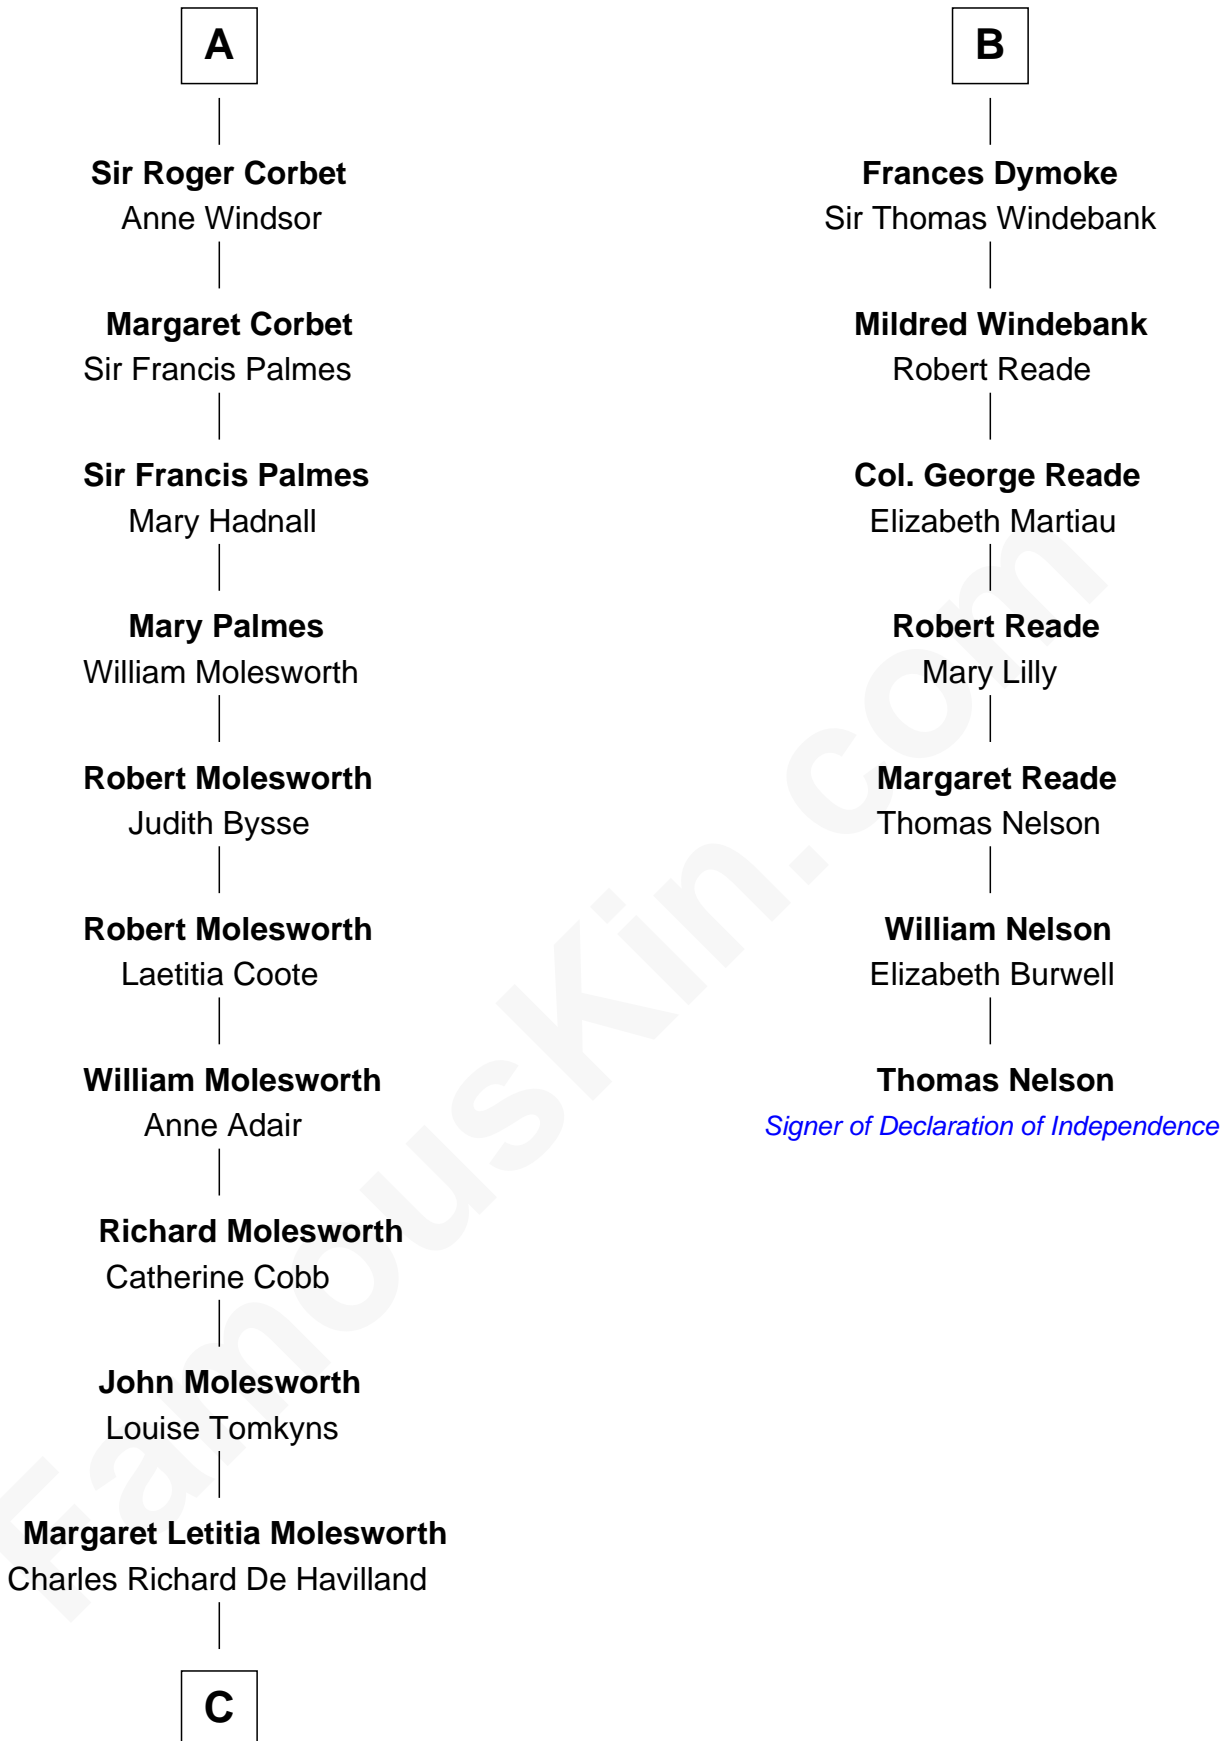 A
Sir Roger Corbet
Anne Windsor
Margaret Corbet
Sir Francis Palmes
Sir Francis Palmes
Mary Hadnall
Mary Palmes
William Molesworth
Robert Molesworth
Judith Bysse
Robert Molesworth
Laetitia Coote
William Molesworth
Anne Adair
Richard Molesworth
Catherine Cobb
John Molesworth
Louise Tomkyns
Margaret Letitia Molesworth
Charles Richard De Havilland
C
B
Frances Dymoke
Sir Thomas Windebank
Mildred Windebank
Robert Reade
Col. George Reade
Elizabeth Martiau
Robert Reade
Mary Lilly
Margaret Reade
Thomas Nelson
William Nelson
Elizabeth Burwell
Thomas Nelson
Signer of Declaration of Independence
FamousKin.com